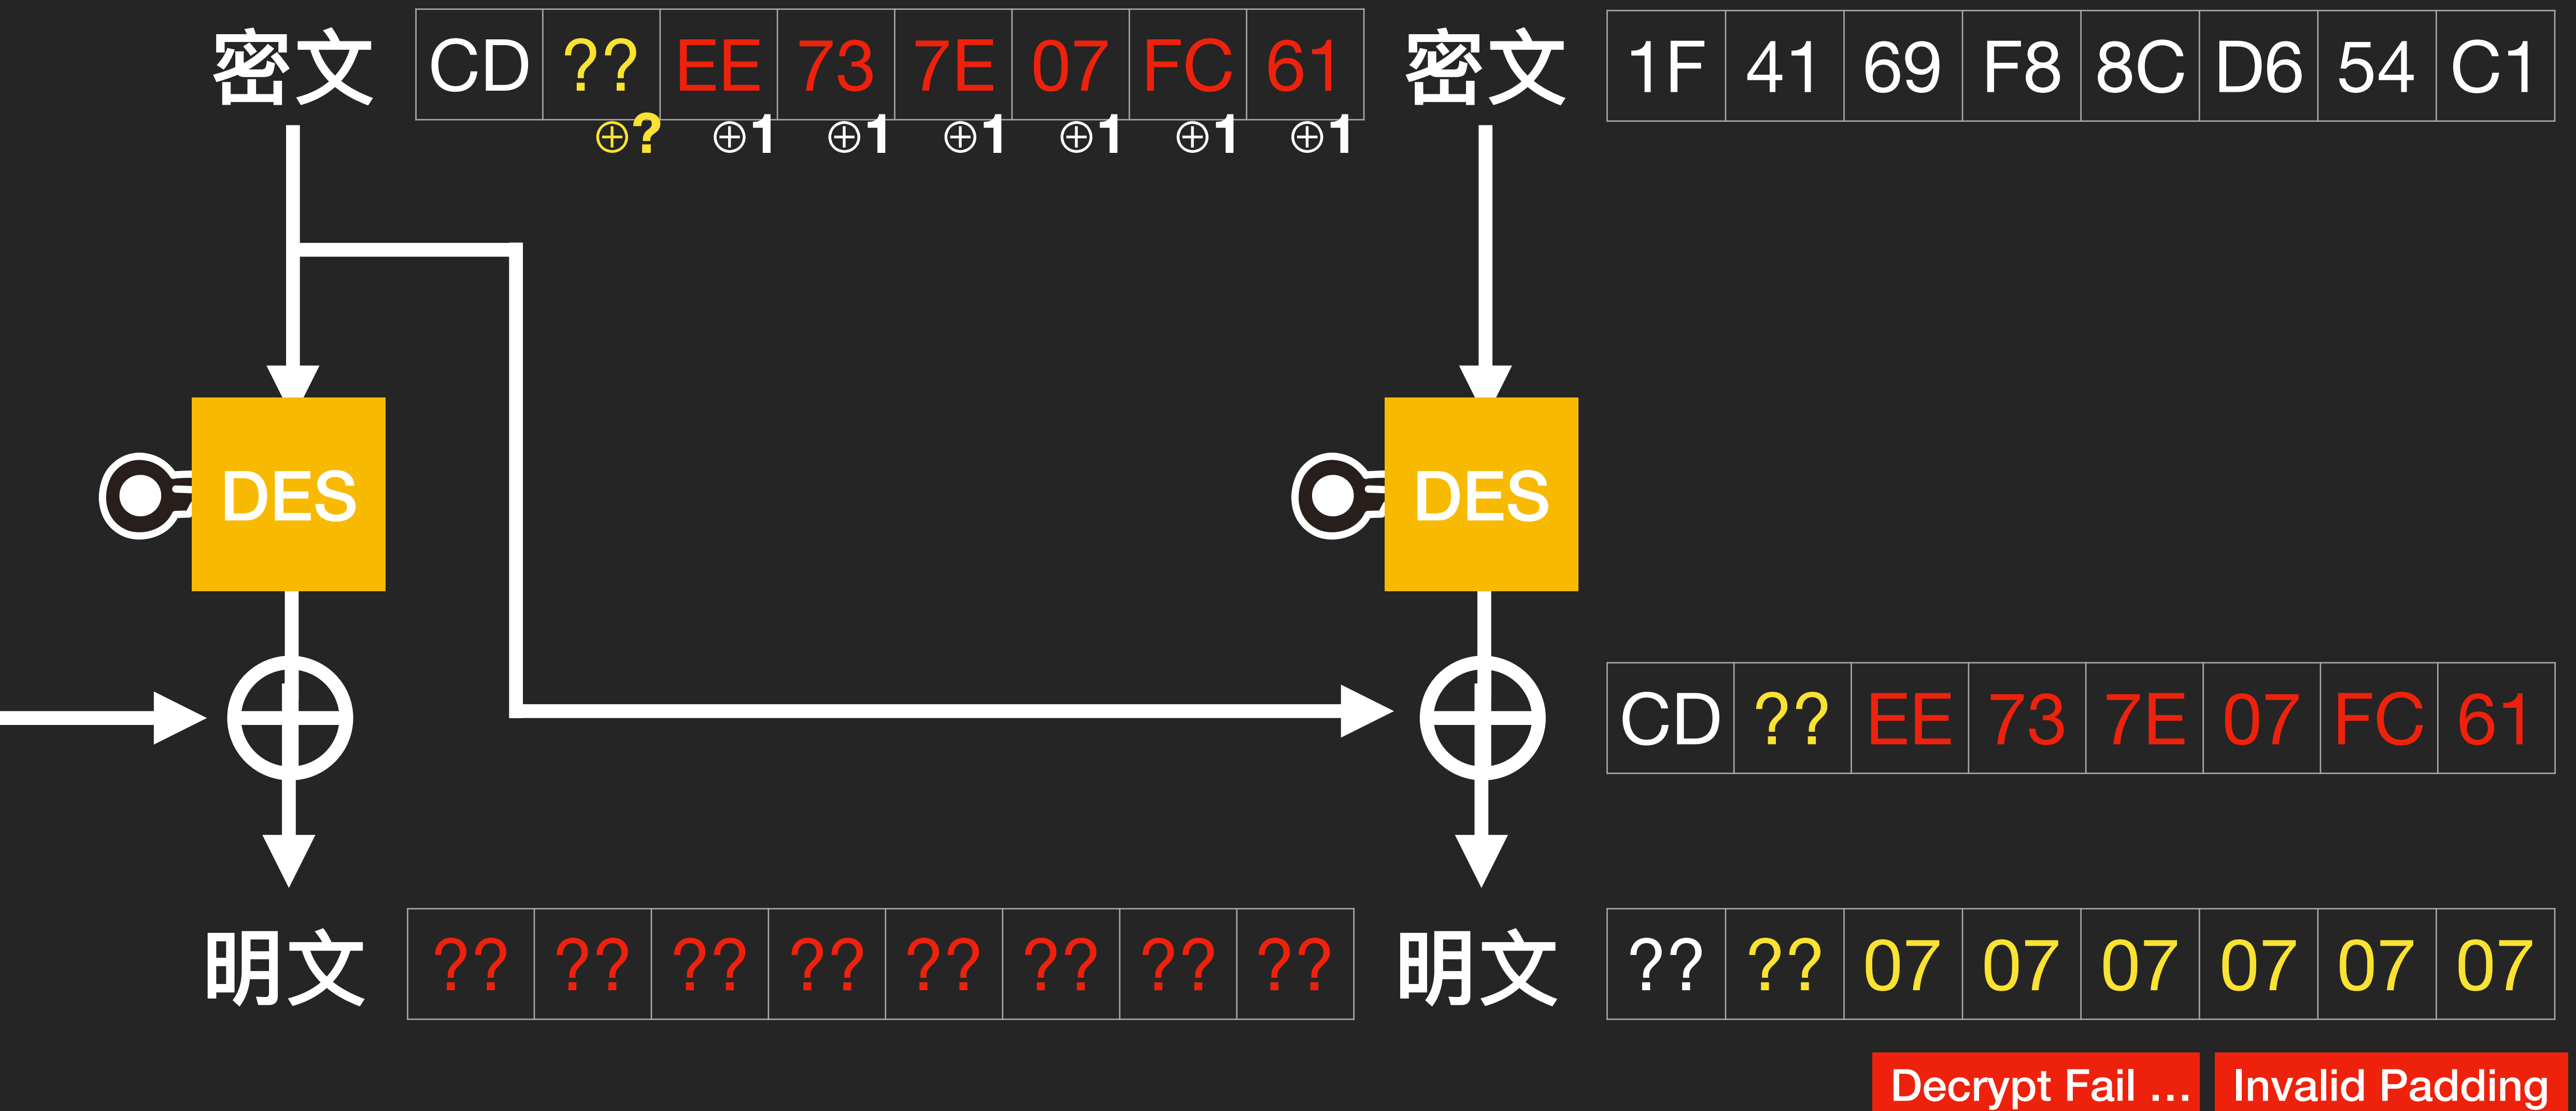 密文 CD ?? EE 73 7E 07 FC 61 密文 1F 41 69 F8 8C D6 54 C1
⊕? ⊕1 ⊕1 ⊕1 ⊕1 ⊕1 ⊕1
DES DES
CD ?? EE 73 7E 07 FC 61
明文 ?? ?? ?? ?? ?? ?? ?? ?? 明文 ?? ?? 07 07 07 07 07 07
Decrypt Fail ... Invalid Padding